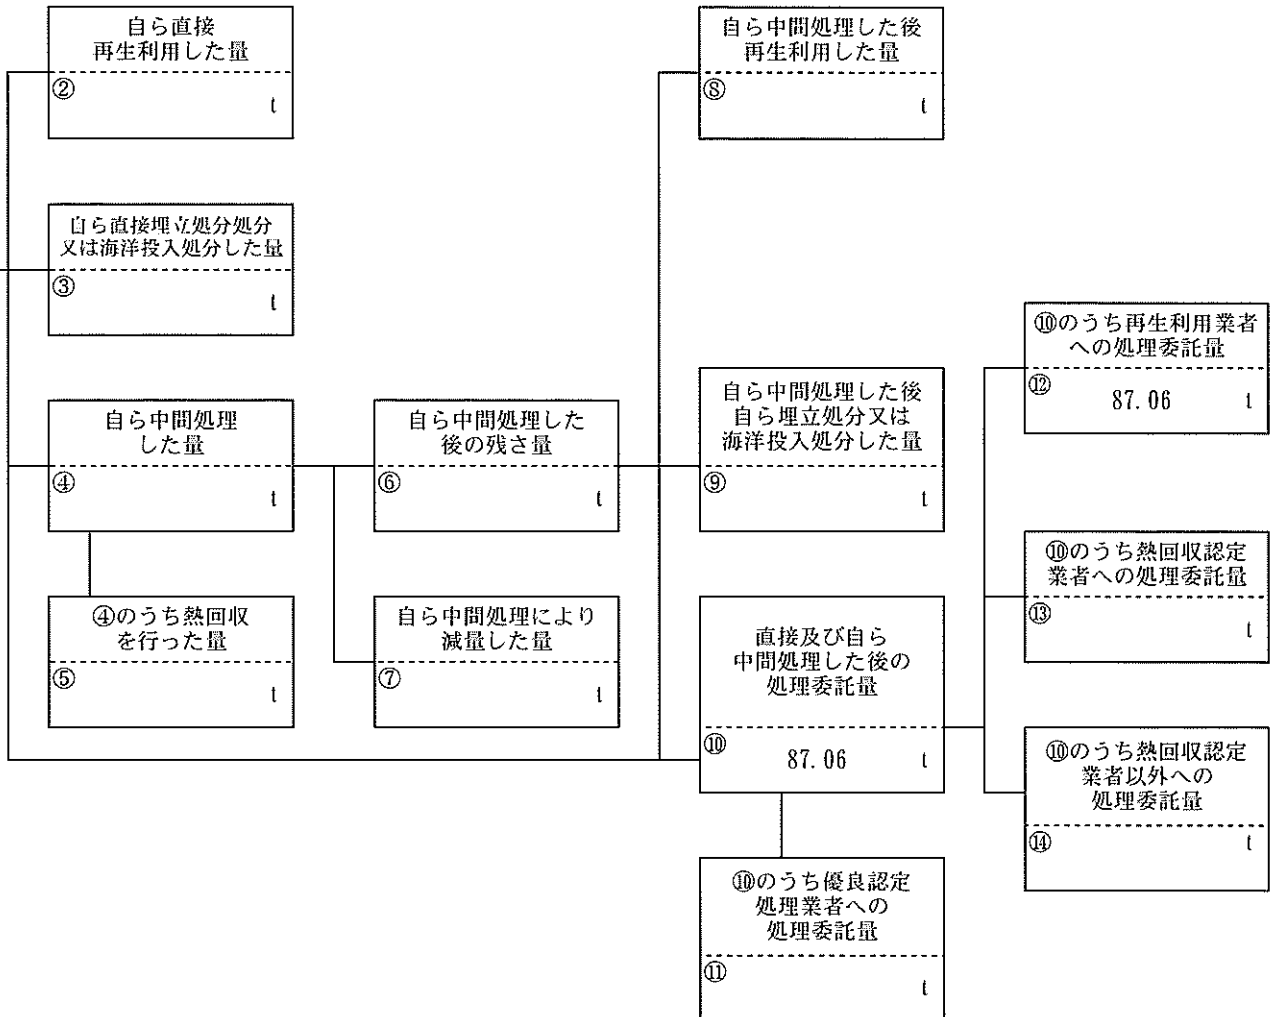 自ら直接
再生利用した量
②
t
自ら中間処理した後
再生利用した量
⑧
t
自ら直接埋立処分処分
又は海洋投入処分した量
③
t
⑩のうち再生利用業者
への処理委託量
⑫
87.06 t
自ら中間処理
した量
④
t
自ら中間処理した
後の残さ量
⑥
t
自ら中間処理した後
自ら埋立処分又は
海洋投入処分した量
⑨
t
⑩のうち熱回収認定
業者への処理委託量
⑬
t
④のうち熱回収
を行った量
⑤
t
自ら中間処理により
減量した量
⑦
t
直接及び自ら
中間処理した後の
処理委託量
⑩
87.06 t
⑩のうち熱回収認定
業者以外への
処理委託量
⑭
t
⑩のうち優良認定
処理業者への
処理委託量
⑪
t